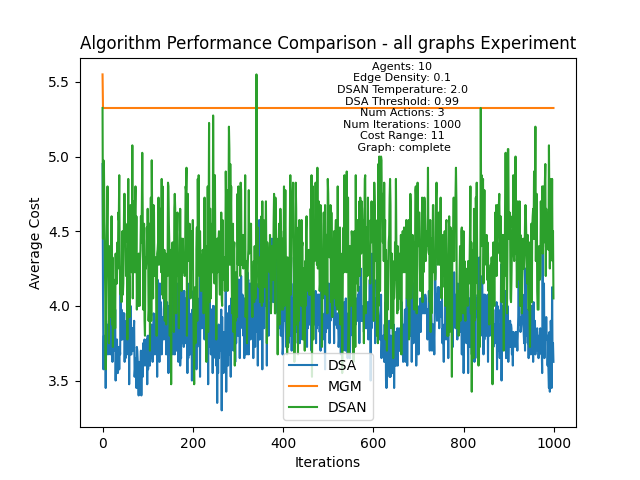 Algorithm Performance Comparison - all graphs Experiment
Agents: 10
Edge Density: 0.1
DSAN Temperature: 2.0
DSA Threshold: 0.99
Num Actions: 3
Num Iterations: 1000
Cost Range: 11
Graph: complete
5.5
5.0
4.5
4.0
3.5
Average Cost
DSA
MGM
DSAN
0
200
400
600
800
1000
Iterations